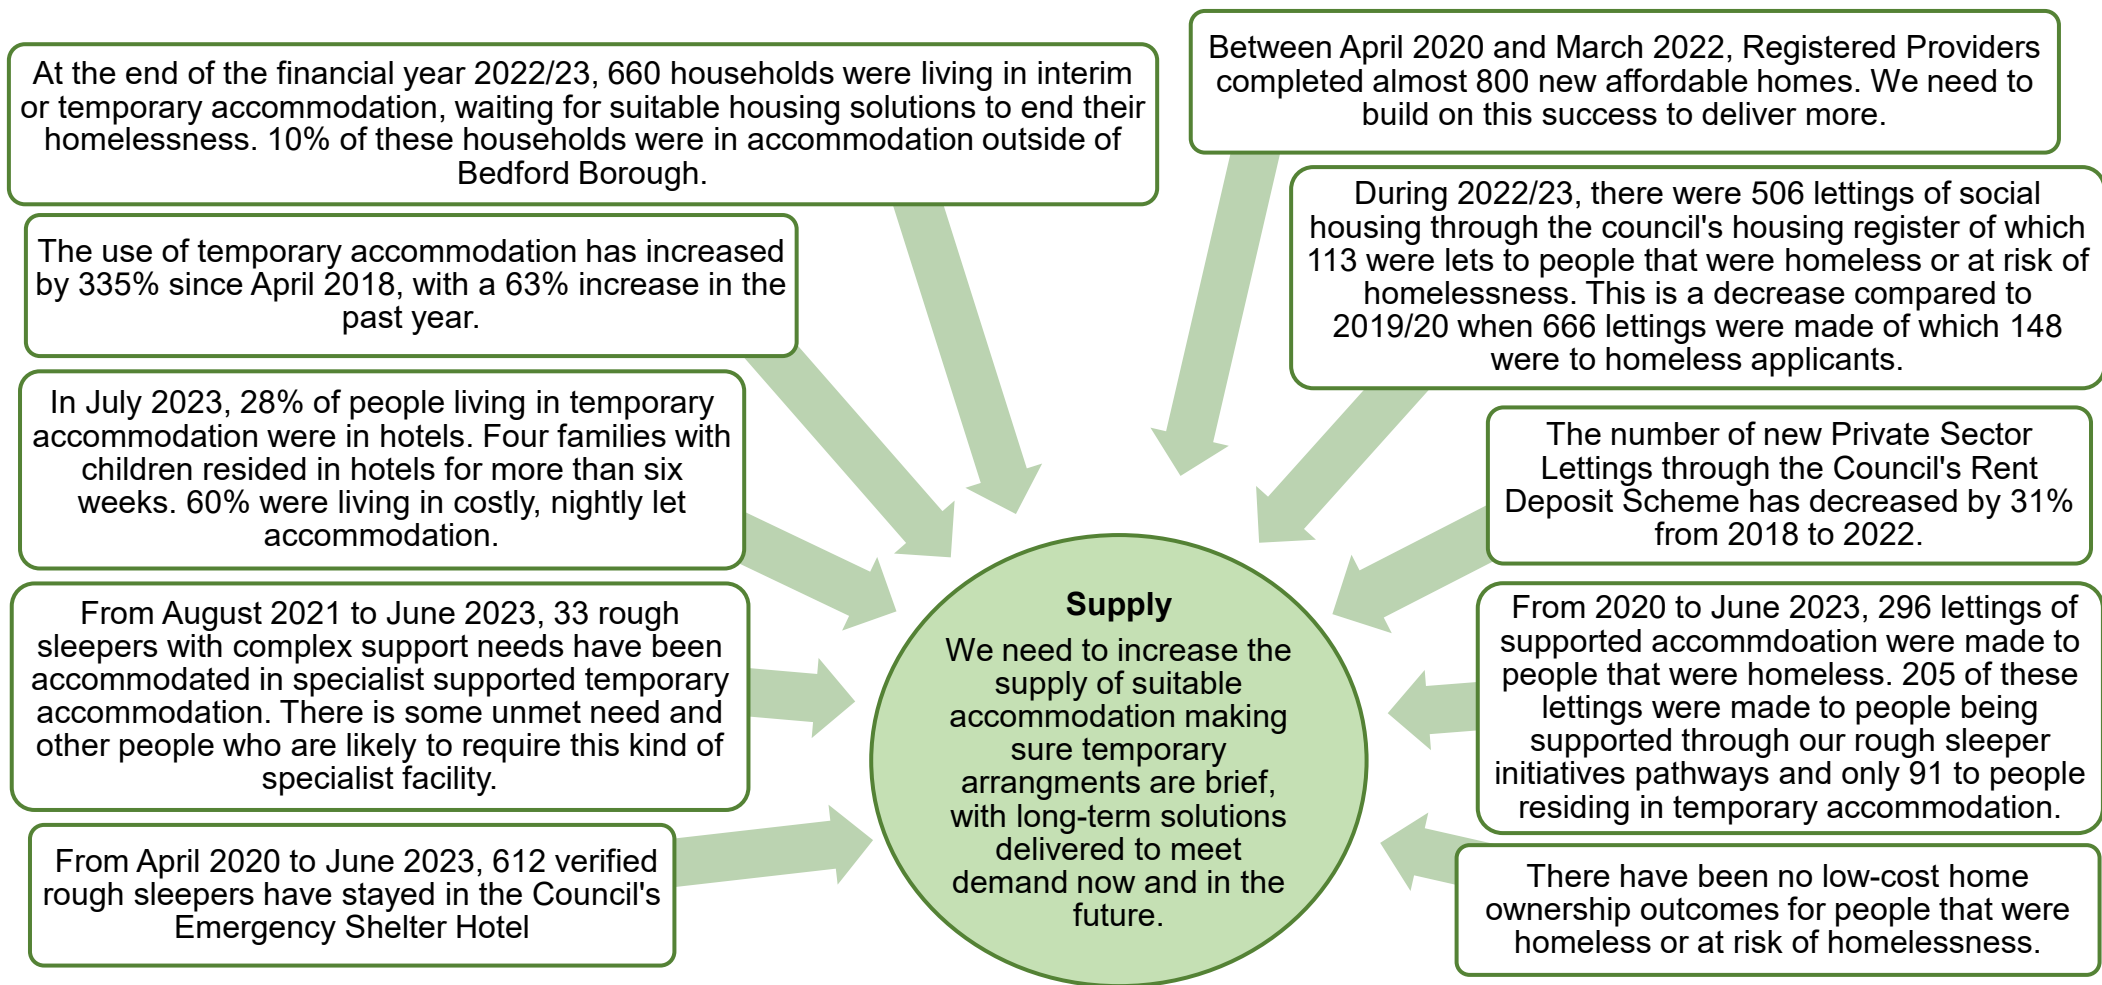 At the end of the financial year 2022/23, 660 households were living in interim
or temporary accommodation, waiting for suitable housing solutions to end their
homelessness. 10% of these households were in accommodation outside of
Bedford Borough.
The use of temporary accommodation has increased
by 335% since April 2018, with a 63% increase in the
past year.
In July 2023, 28% of people living in temporary
accommodation were in hotels. Four families with
children resided in hotels for more than six
weeks. 60% were living in costly, nightly let
accommodation.
From August 2021 to June 2023, 33 rough
sleepers with complex support needs have been
accommodated in specialist supported temporary
accommodation. There is some unmet need and
other people who are likely to require this kind of
specialist facility.
From April 2020 to June 2023, 612 verified
rough sleepers have stayed in the Council's
Emergency Shelter Hotel
Supply
We need to increase the
supply of suitable
accommodation making
sure temporary
arrangments are brief,
with long-term solutions
delivered to meet
demand now and in the
future.
Between April 2020 and March 2022, Registered Providers
completed almost 800 new affordable homes. We need to
build on this success to deliver more.
During 2022/23, there were 506 lettings of social
housing through the council's housing register of which
113 were lets to people that were homeless or at risk of
homelessness. This is a decrease compared to
2019/20 when 666 lettings were made of which 148
were to homeless applicants.
The number of new Private Sector
Lettings through the Council's Rent
Deposit Scheme has decreased by 31%
from 2018 to 2022.
From 2020 to June 2023, 296 lettings of
supported accommdoation were made to
people that were homeless. 205 of these
lettings were made to people being
supported through our rough sleeper
initiatives pathways and only 91 to people
residing in temporary accommodation.
There have been no low-cost home
ownership outcomes for people that were
homeless or at risk of homelessness.